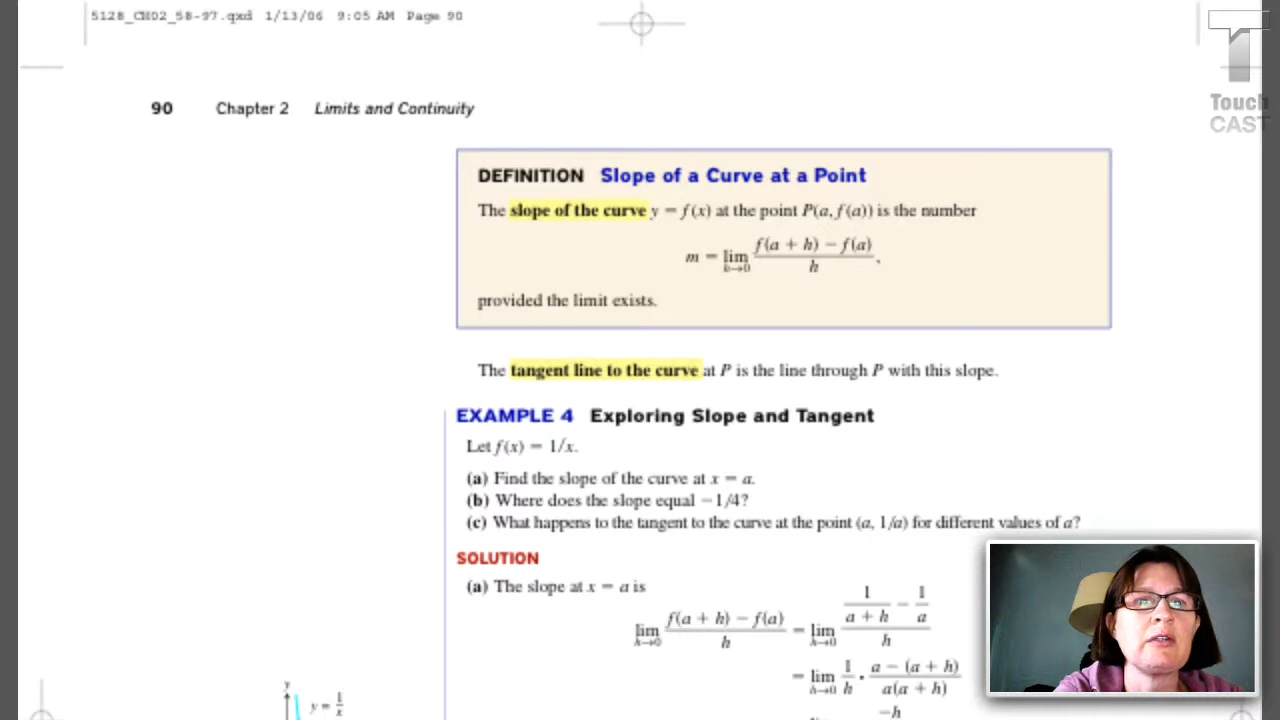 5128_CH02_58-97.qxd 1/13/06 9:05 AM Page 90
Touch
CAST
90 Chapter 2 Limits and Continuity
DEFINITION Slope of a Curve at a Point
The slope of the curve y = f(x) at the point P(a, f(a)) is the number
m = lim h→0 f(a + h) − f(a) / h ,
provided the limit exists.
The tangent line to the curve at P is the line through P with this slope.
EXAMPLE 4 Exploring Slope and Tangent
Let f(x) = 1/x.
(a) Find the slope of the curve at x = a.
(b) Where does the slope equal −1/4?
(c) What happens to the tangent to the curve at the point (a, 1/a) for different values of a?
SOLUTION
(a) The slope at x = a is
lim h→0 f(a + h) − f(a) / h = lim h→0 1/(a + h) − 1/a / h
= lim h→0 1/h · a − (a + h) / a(a + h)
−h
y
y = 1/x